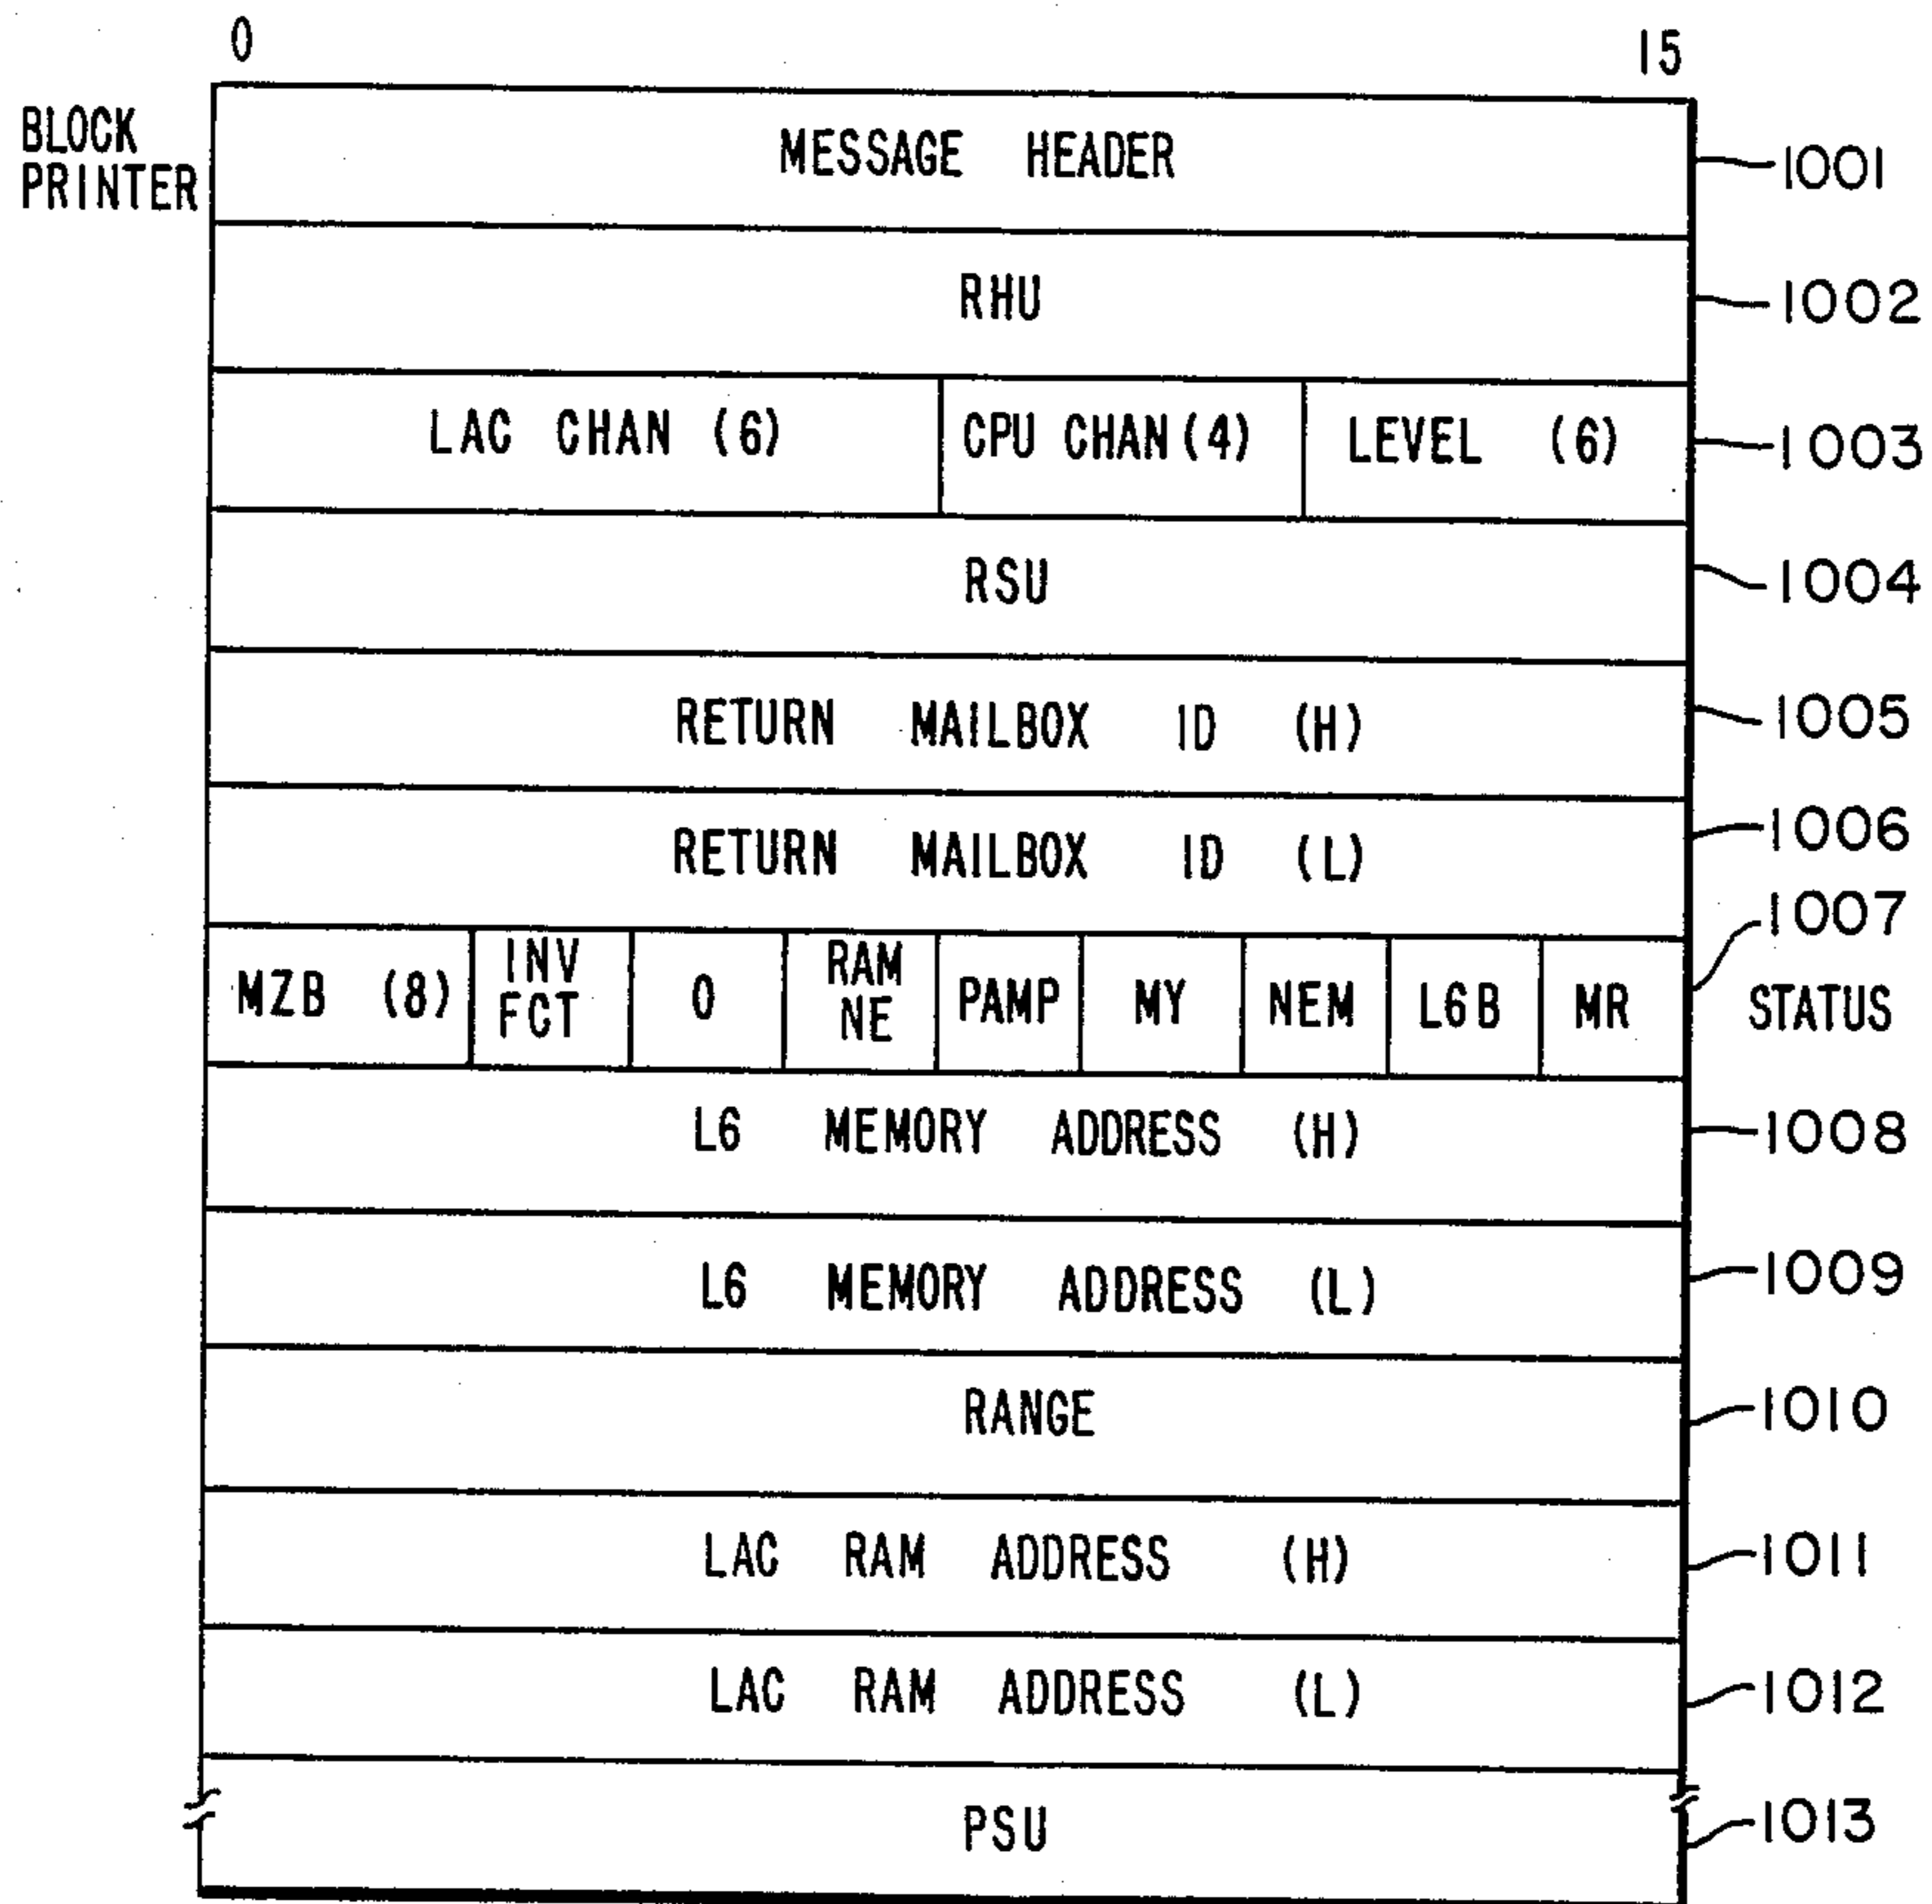 0 15
BLOCK
PRINTER
MESSAGE HEADER 1001
RHU 1002
LAC CHAN (6) CPU CHAN (4) LEVEL (6) 1003
RSU 1004
RETURN MAILBOX ID (H) 1005
RETURN MAILBOX ID (L) 1006
1007
MZB (8) INV FCT 0 RAM NE PAMP MY NEM L6B MR STATUS
L6 MEMORY ADDRESS (H) 1008
L6 MEMORY ADDRESS (L) 1009
RANGE 1010
LAC RAM ADDRESS (H) 1011
LAC RAM ADDRESS (L) 1012
PSU 1013